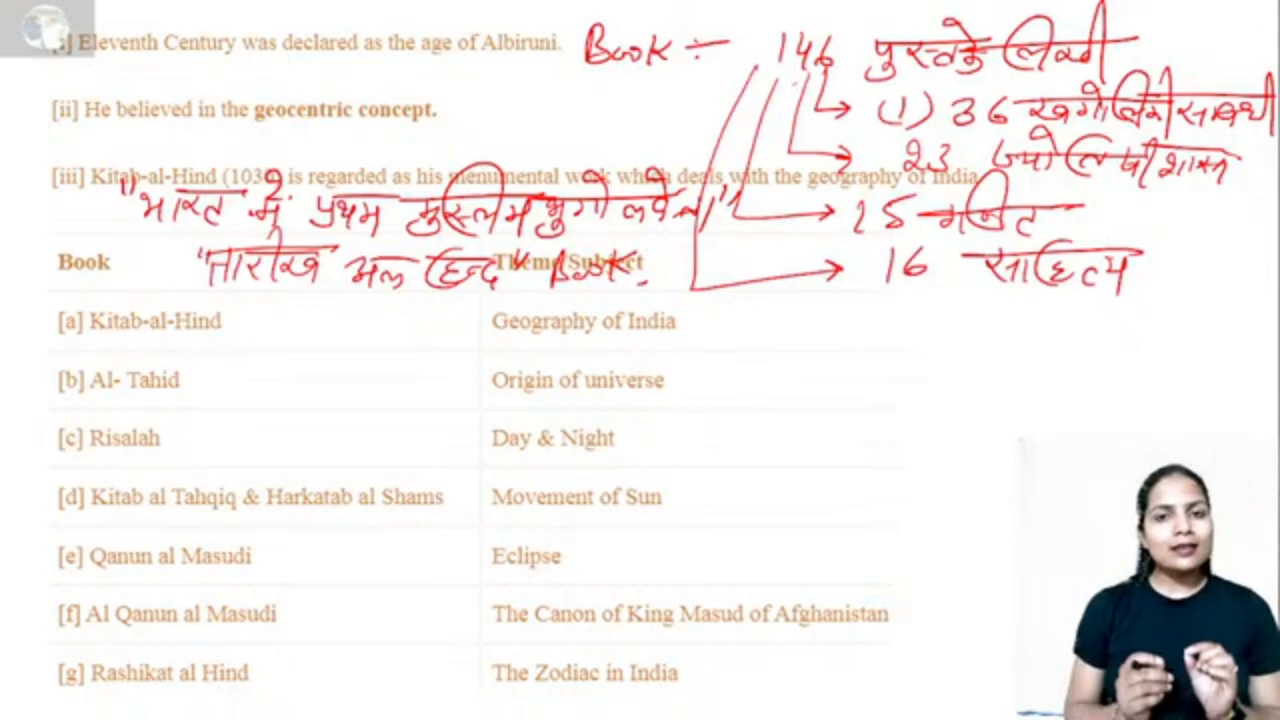 [i] Eleventh Century was declared as the age of Albiruni.
Book :- 146 पुस्तके लिखी
[ii] He believed in the geocentric concept.
(1) 36 खगोलिकी सम्बंधी
23 ज्योतिषीशास्त्र
[iii] Kitab-al-Hind (1030) is regarded as his menumental work which deals with the geography of India
"भारत में प्रथम मुस्लिम भुगोलवेत्ता"
15 गणित
Book Theme/Subject
"तारीख अल हिन्द" Book.
16 साहित्य
[a] Kitab-al-Hind Geography of India
[b] Al- Tahid Origin of universe
[c] Risalah Day & Night
[d] Kitab al Tahqiq & Harkatab al Shams Movement of Sun
[e] Qanun al Masudi Eclipse
[f] Al Qanun al Masudi The Canon of King Masud of Afghanistan
[g] Rashikat al Hind The Zodiac in India